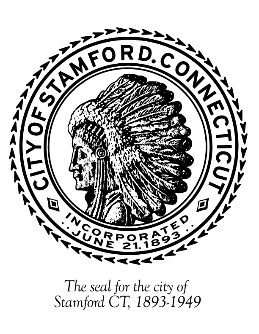 CITY OF STAMFORD. CONNECTICUT
INCORPORATED
..JUNE 21.1893..
The seal for the city of
Stamford CT, 1893-1949